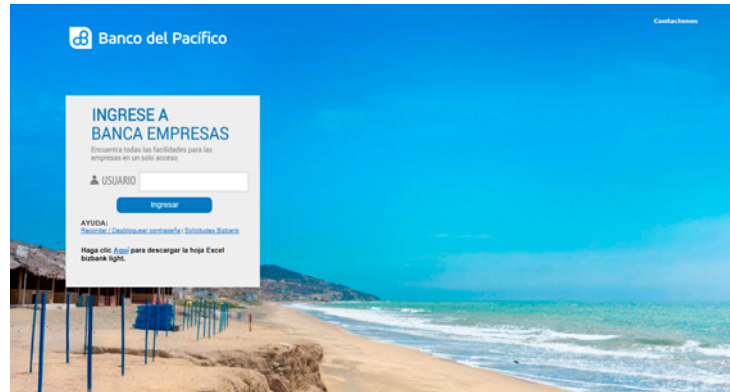 Contactenos
Banco del Pacífico
INGRESE A
BANCA EMPRESAS
Encuentra todas las facilidades para las
empresas en un solo acceso
USUARIO
Ingresar
AYUDA:
Recordar / Desbloquear contraseña | Solicitudes Bizbank
Haga clic Aquí para descargar la hoja Excel
bizbank light.